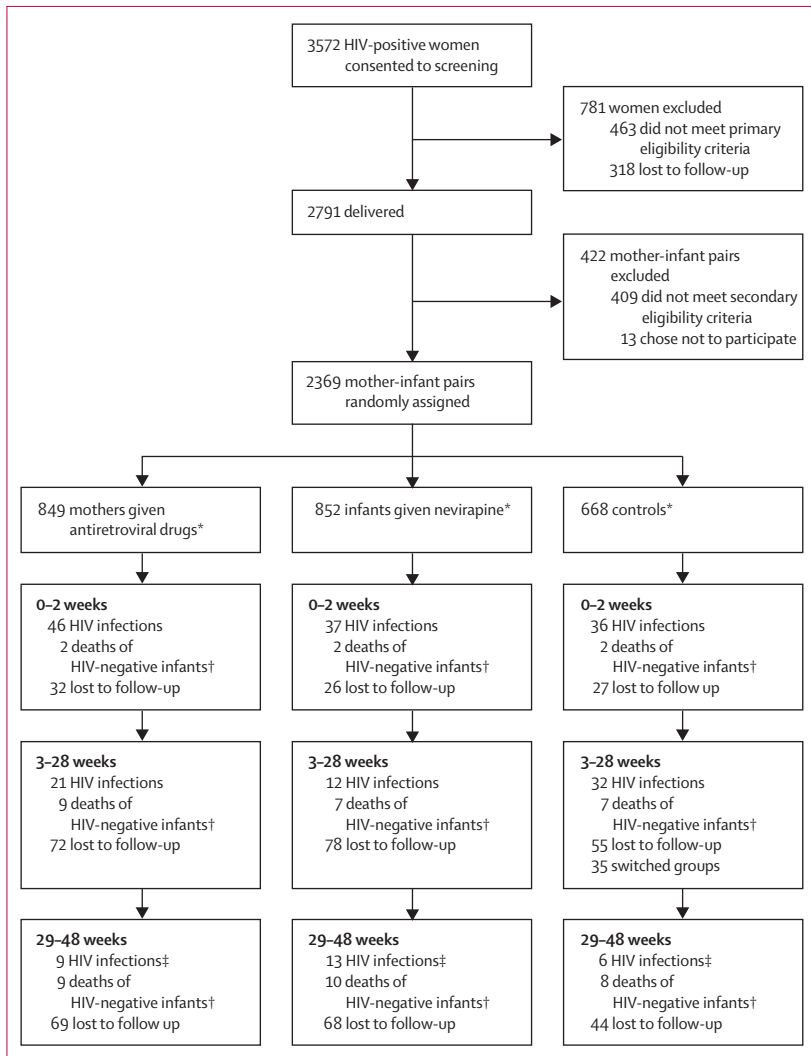 3572 HIV-positive women
consented to screening
781 women excluded
463 did not meet primary
eligibility criteria
318 lost to follow-up
2791 delivered
422 mother-infant pairs
excluded
409 did not meet secondary
eligibility criteria
13 chose not to participate
2369 mother-infant pairs
randomly assigned
849 mothers given
antiretroviral drugs*
852 infants given nevirapine*
668 controls*
0–2 weeks
46 HIV infections
2 deaths of
HIV-negative infants†
32 lost to follow-up
0–2 weeks
37 HIV infections
2 deaths of
HIV-negative infants†
26 lost to follow-up
0–2 weeks
36 HIV infections
2 deaths of
HIV-negative infants†
27 lost to follow up
3–28 weeks
21 HIV infections
9 deaths of
HIV-negative infants†
72 lost to follow-up
3–28 weeks
12 HIV infections
7 deaths of
HIV-negative infants†
78 lost to follow-up
3–28 weeks
32 HIV infections
7 deaths of
HIV-negative infants†
55 lost to follow-up
35 switched groups
29–48 weeks
9 HIV infections‡
9 deaths of
HIV-negative infants†
69 lost to follow up
29–48 weeks
13 HIV infections‡
10 deaths of
HIV-negative infants†
68 lost to follow-up
29–48 weeks
6 HIV infections‡
8 deaths of
HIV-negative infants†
44 lost to follow-up